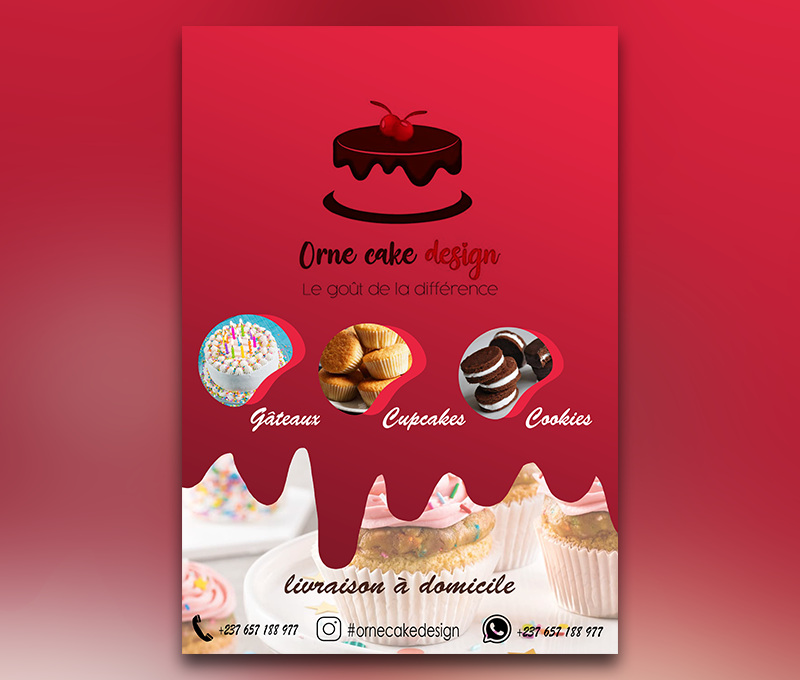 Orne cake design
Le goût de la différence
Gâteaux
Cupcakes
Cookies
livraison à domicile
+237 657 188 977
#ornecakedesign
+237 657 188 977